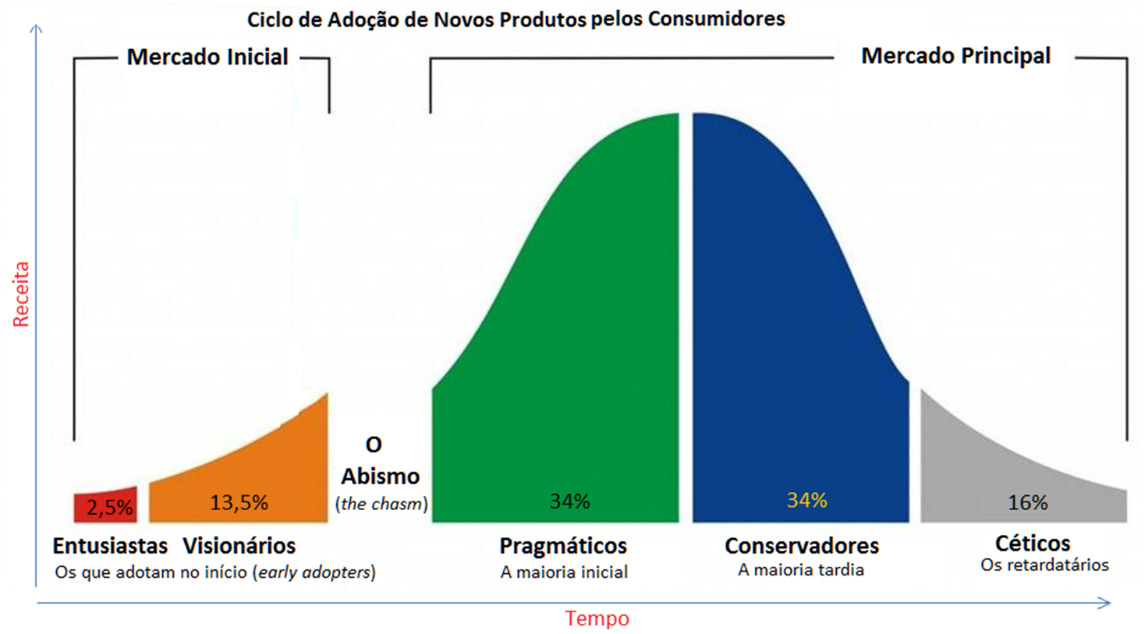 Ciclo de Adoção de Novos Produtos pelos Consumidores
Mercado Inicial
Mercado Principal
Receita
O
Abismo
(the chasm)
2,5%
13,5%
34%
34%
16%
Entusiastas
Visionários
Os que adotam no início (early adopters)
Pragmáticos
A maioria inicial
Conservadores
A maioria tardia
Céticos
Os retardatários
Tempo